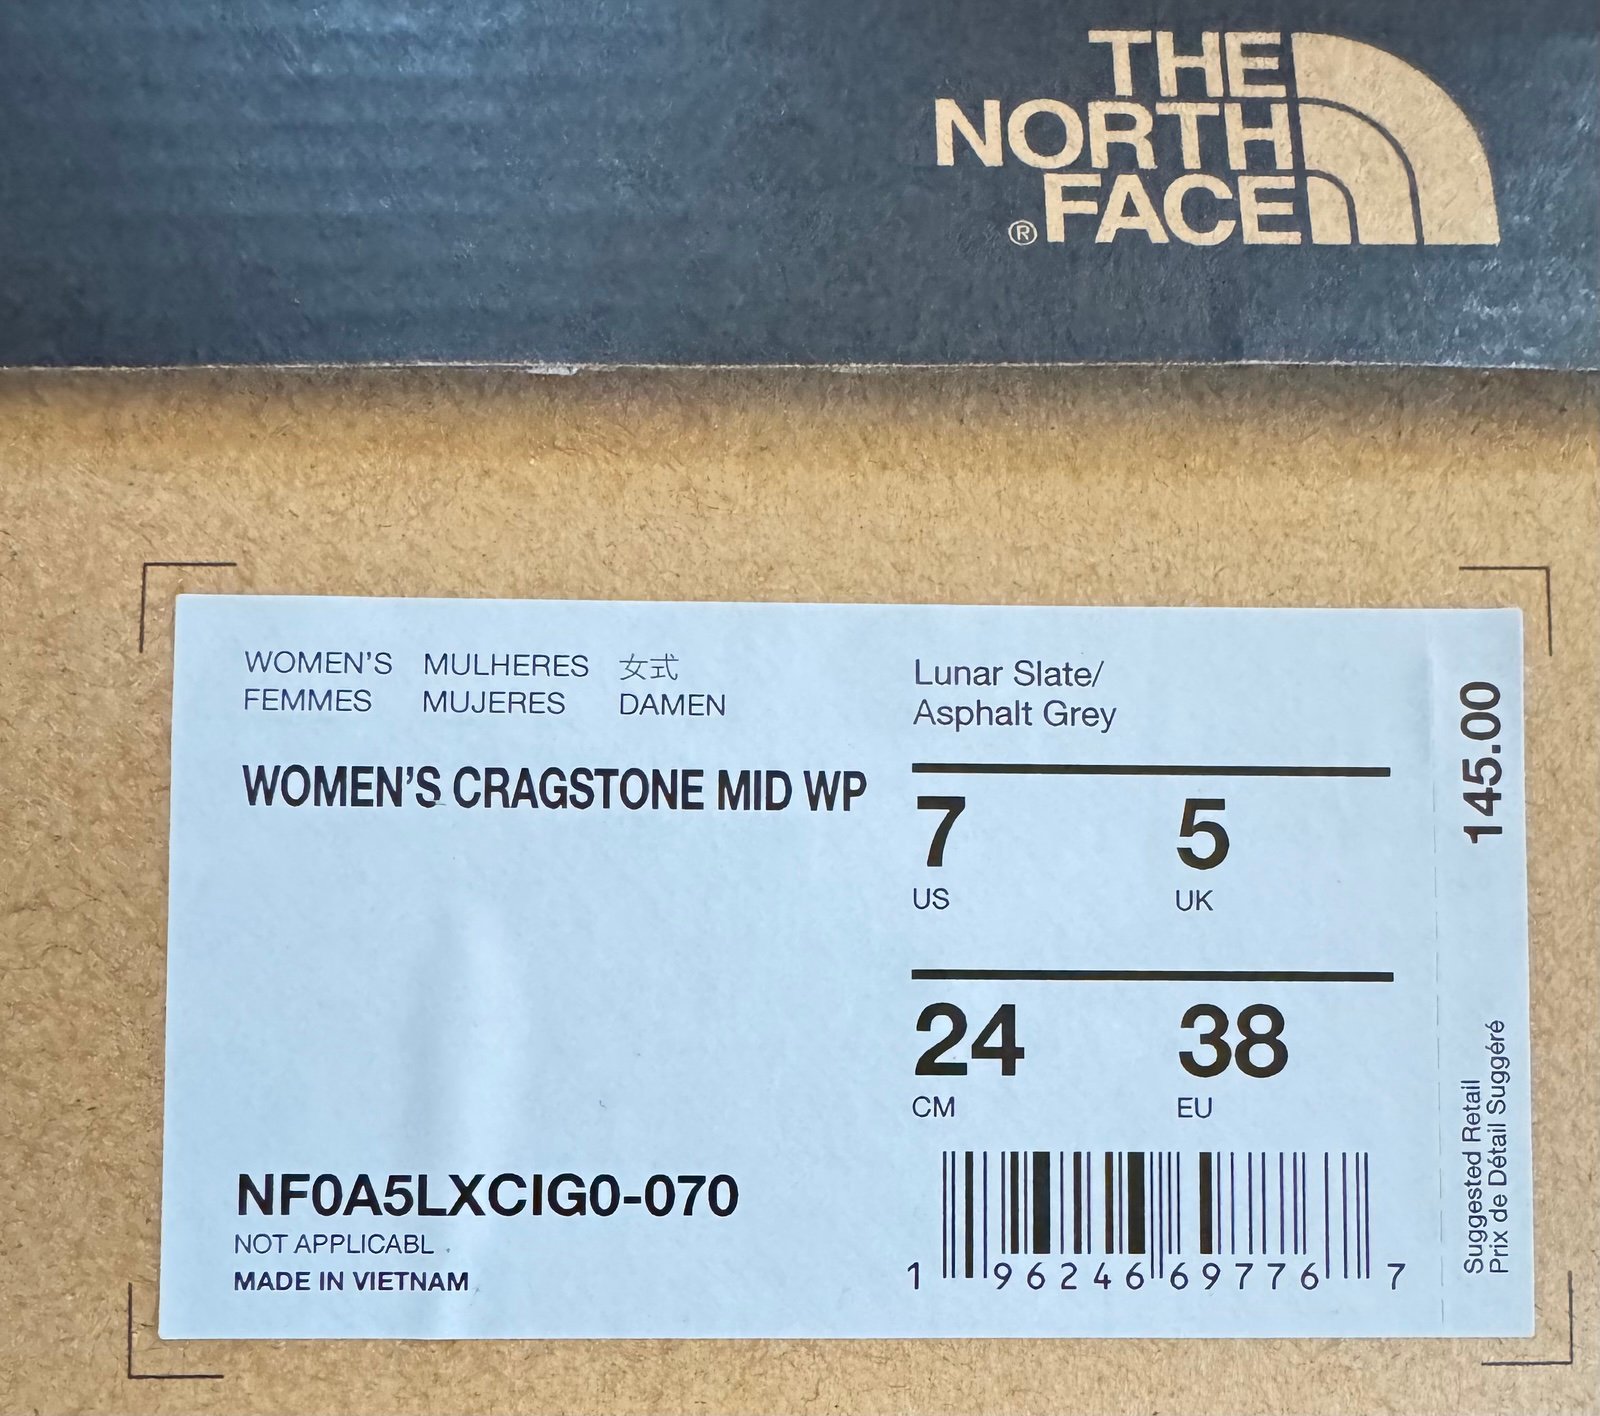 THE
NORTH
FACE
®
WOMEN'S MULHERES 女式
FEMMES MUJERES DAMEN
WOMEN'S CRAGSTONE MID WP
Lunar Slate/
Asphalt Grey
7 5
US UK
24 38
CM EU
NF0A5LXCIG0-070
NOT APPLICABL
MADE IN VIETNAM
1 96246 69776 7
145.00
Suggested Retail
Prix de Détail Suggéré